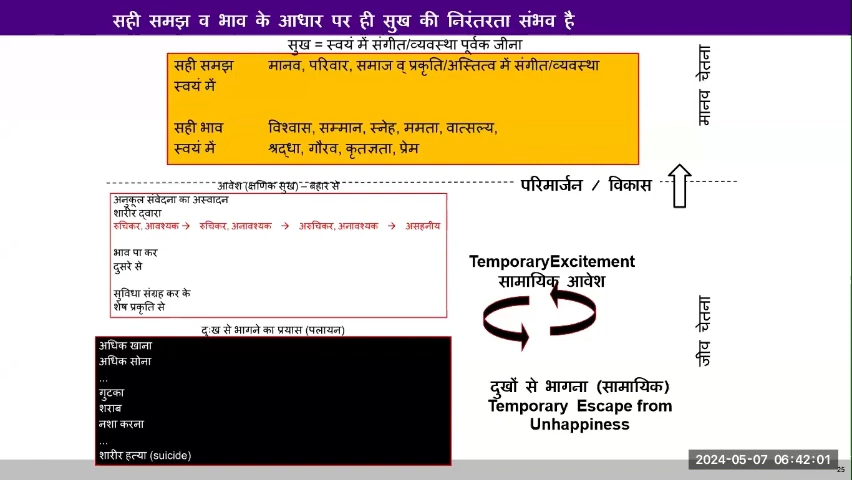 सही समझ व भाव के आधार पर ही सुख की निरंतरता संभव है
सुख = स्वयं में संगीत/व्यवस्था पूर्वक जीना
सही समझ मानव, परिवार, समाज व् प्रकृति/अस्तित्व में संगीत/व्यवस्था
स्वयं में
सही भाव विश्वास, सम्मान, स्नेह, ममता, वात्सल्य,
स्वयं में श्रद्धा, गौरव, कृतज्ञता, प्रेम
मानव चेतना
आवेश (क्षणिक सुख) – बहार से
परिमार्जन / विकास
अनुकूल संवेदना का अस्वादन
शारीर द्वारा
रुचिकर, आवश्यक → रुचिकर, अनावश्यक → अरुचिकर, अनावश्यक → असहनीय
भाव पा कर
दुसरे से
सुविधा संग्रह कर के
शेष प्रकृति से
TemporaryExcitement
सामायिक आवेश
जीव चेतना
दु:ख से भागने का प्रयास (पलायन)
अधिक खाना
अधिक सोना
...
गुटका
शराब
नशा करना
...
शारीर हत्या (suicide)
दुखों से भागना (सामायिक)
Temporary Escape from
Unhappiness
2024-05-07 06:42:01
25